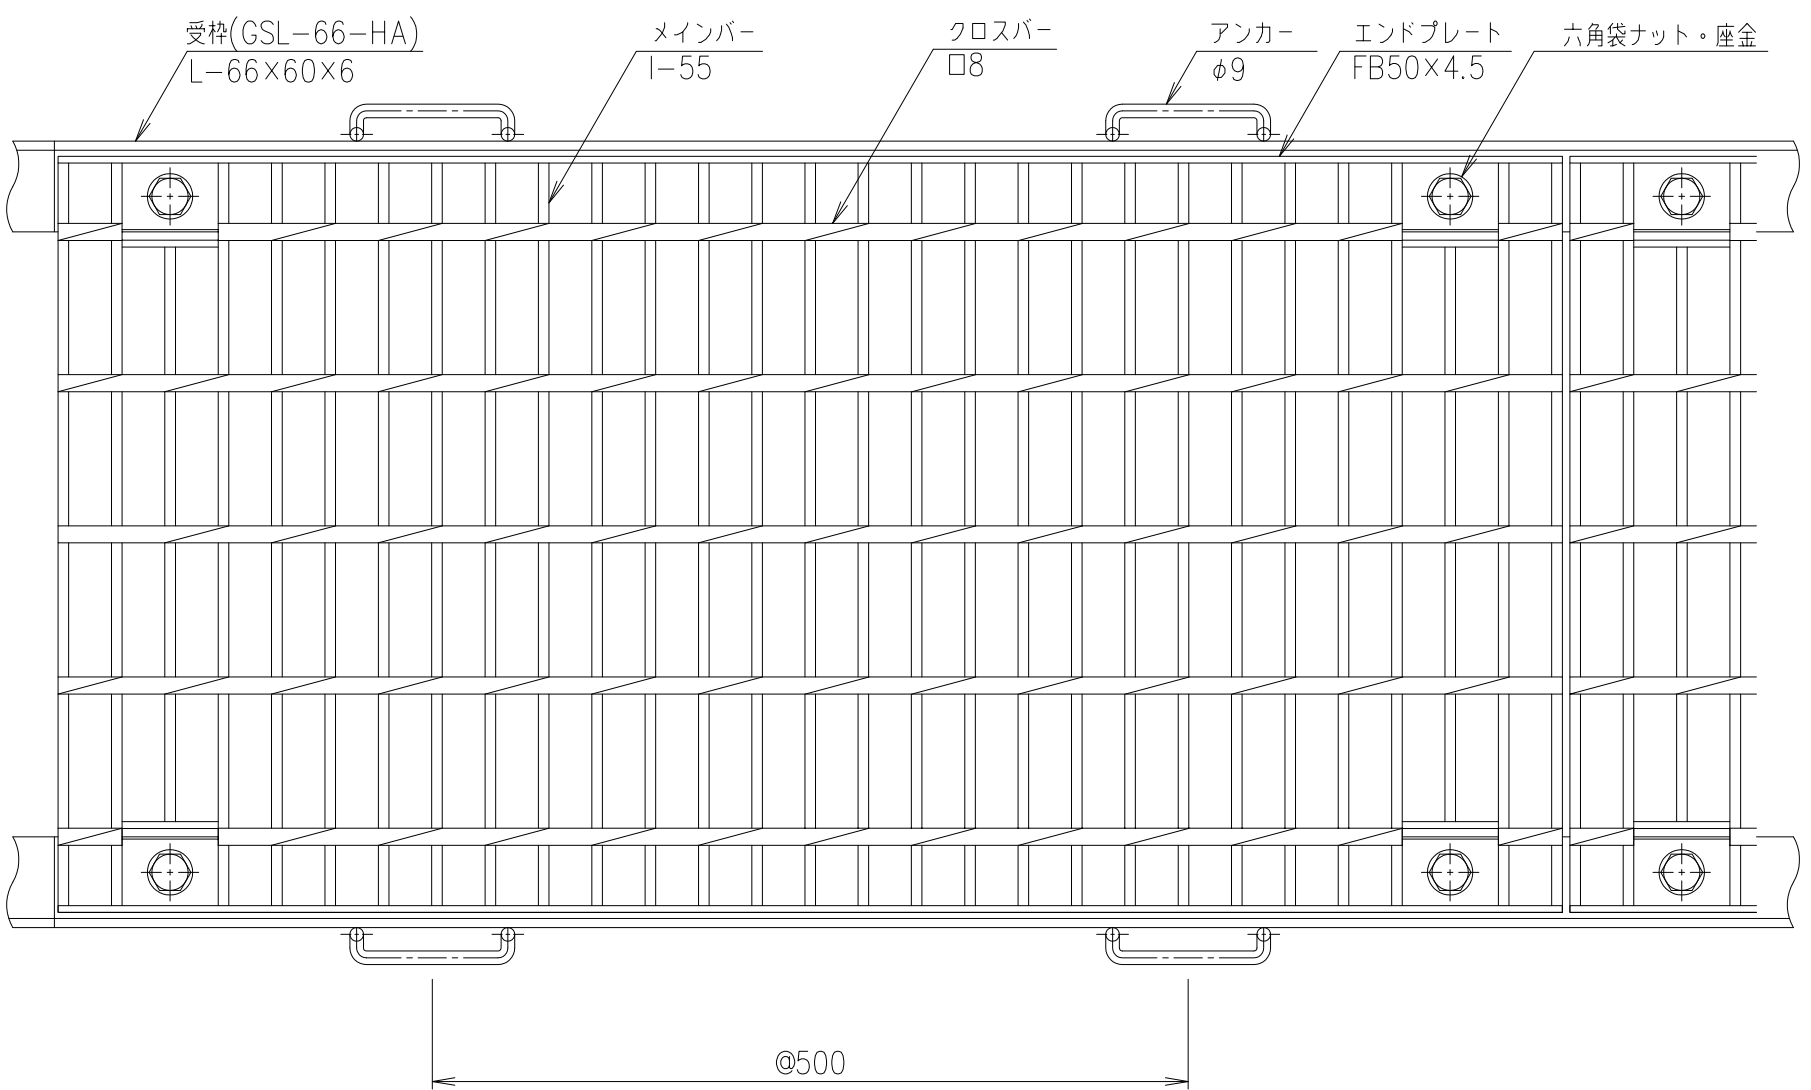 受枠(GSL-66-HA)
L-66×60×6
メインバー
I-55
クロスバー
□8
アンカー
φ9
エンドプレート
FB50×4.5
六角袋ナット・座金
@500